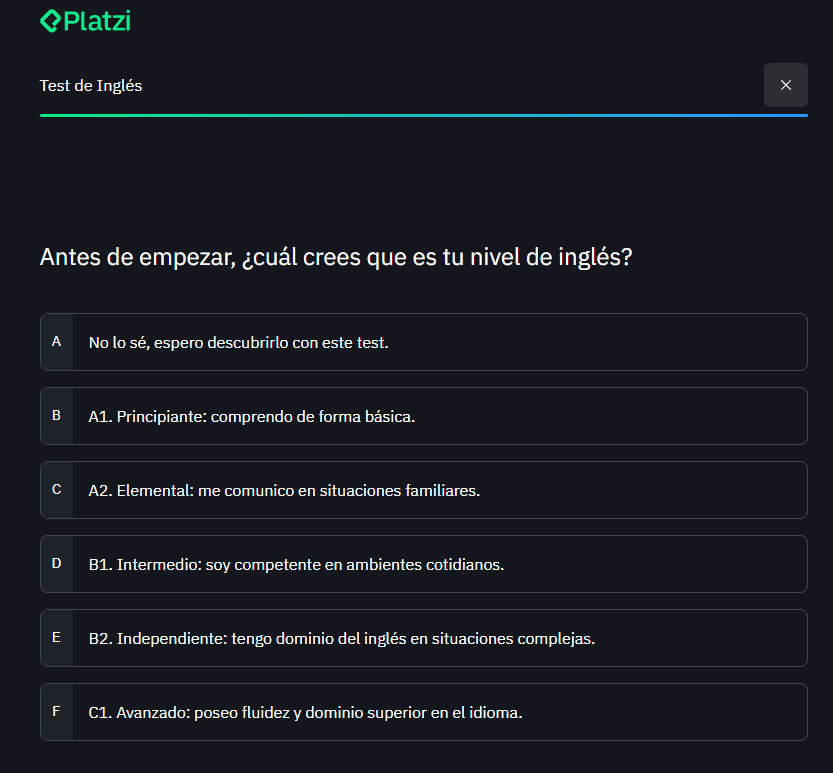 Platzi
Test de Inglés
Antes de empezar, ¿cuál crees que es tu nivel de inglés?
A No lo sé, espero descubrirlo con este test.
B A1. Principiante: comprendo de forma básica.
C A2. Elemental: me comunico en situaciones familiares.
D B1. Intermedio: soy competente en ambientes cotidianos.
E B2. Independiente: tengo dominio del inglés en situaciones complejas.
F C1. Avanzado: poseo fluidez y dominio superior en el idioma.